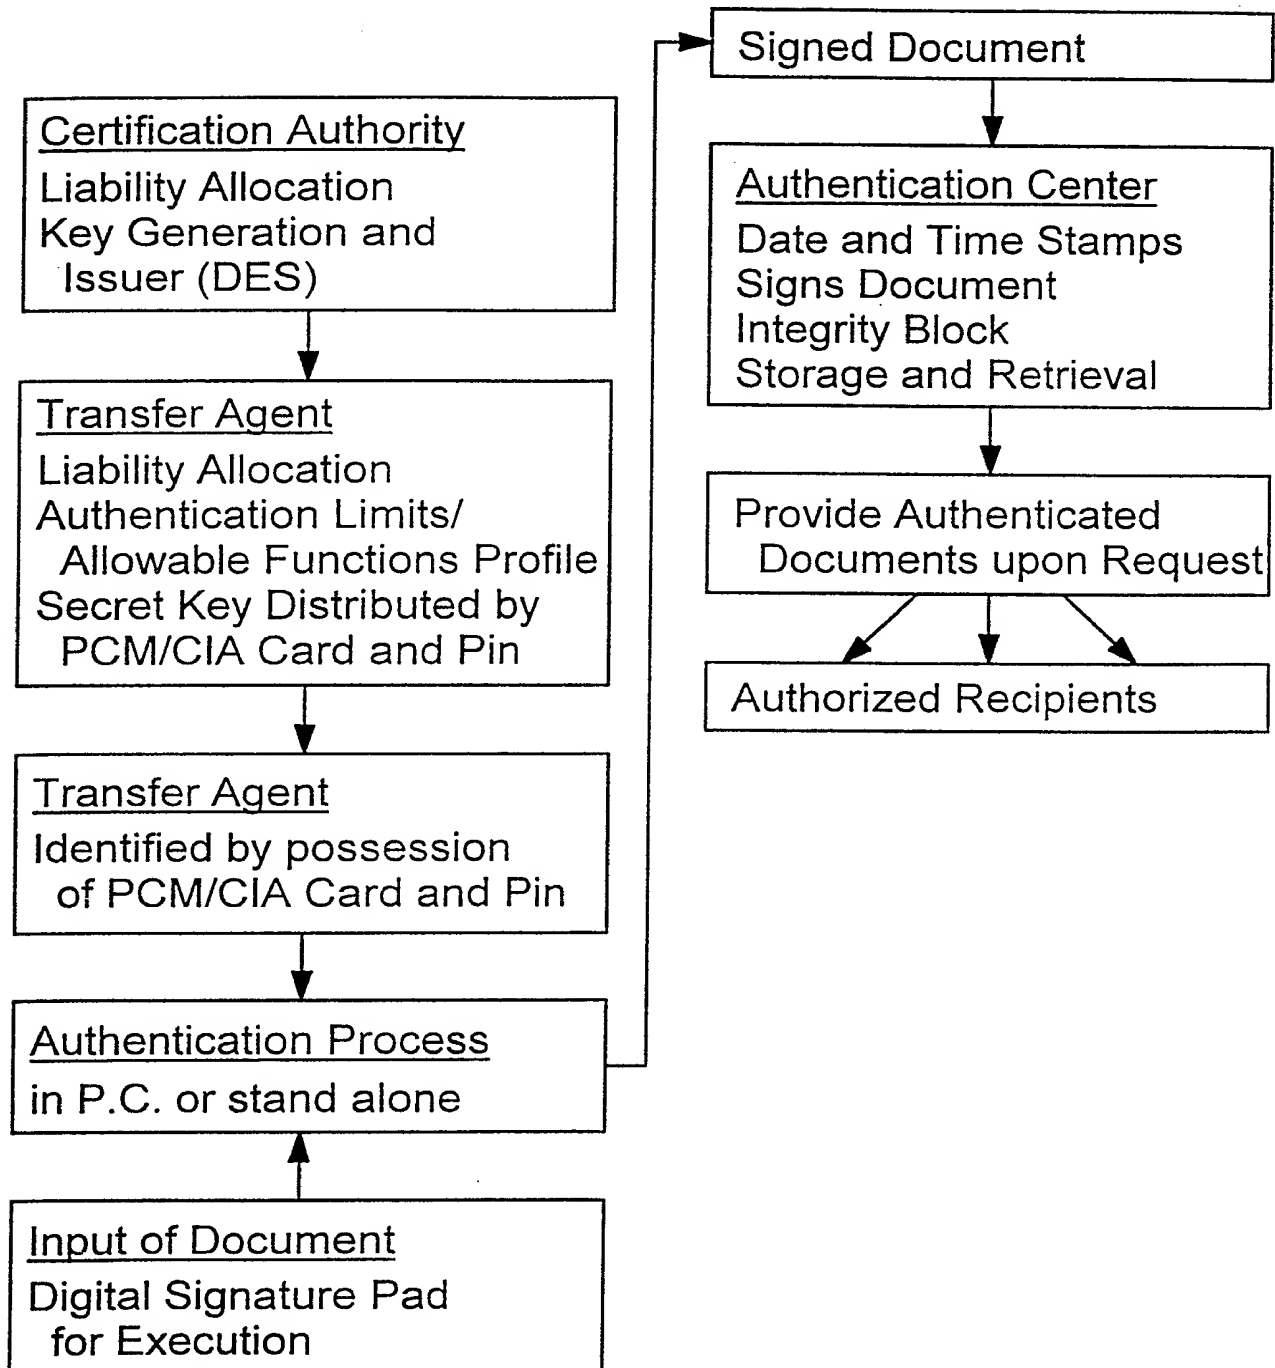 Certification Authority
Liability Allocation
Key Generation and
Issuer (DES)
Transfer Agent
Liability Allocation
Authentication Limits/
Allowable Functions Profile
Secret Key Distributed by
PCM/CIA Card and Pin
Transfer Agent
Identified by possession
of PCM/CIA Card and Pin
Authentication Process
in P.C. or stand alone
Input of Document
Digital Signature Pad
for Execution
Signed Document
Authentication Center
Date and Time Stamps
Signs Document
Integrity Block
Storage and Retrieval
Provide Authenticated
Documents upon Request
Authorized Recipients